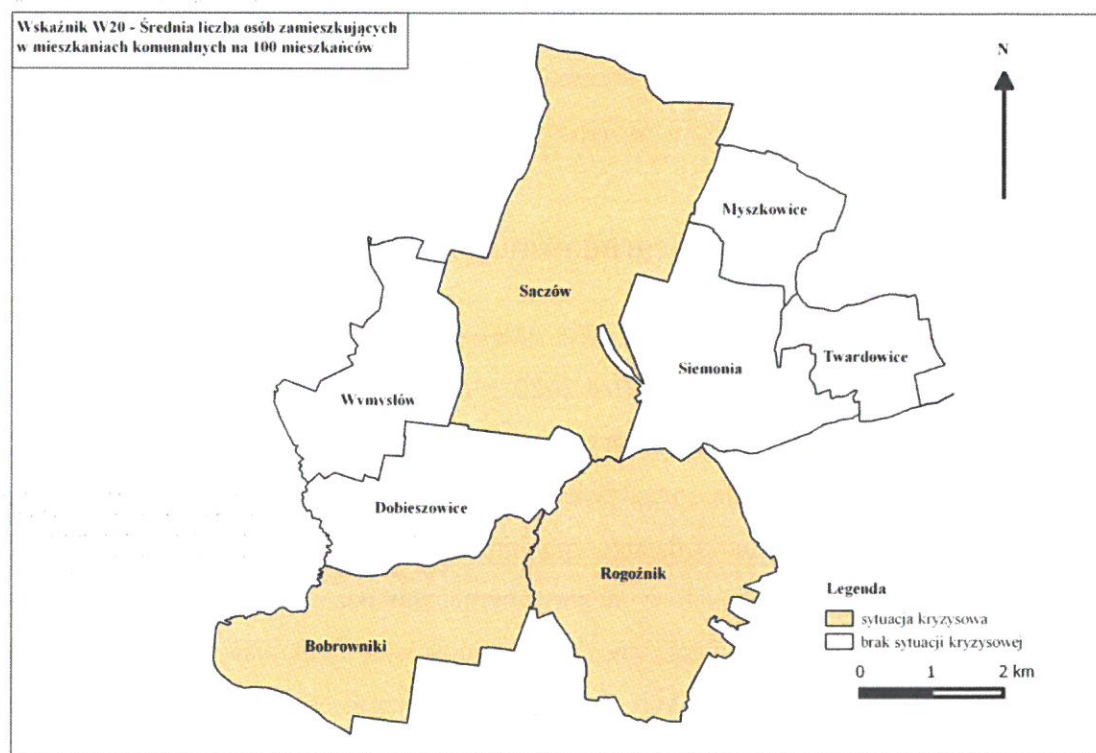 Wskaźnik W20 - Średnia liczba osób zamieszkujących
w mieszkaniach komunalnych na 100 mieszkańców
N
Myszkowice
Sączów
Siemonia
Twardowice
Wymysłów
Dobieszowice
Rogoźnik
Bobrowniki
Legenda
sytuacja kryzysowa
brak sytuacji kryzysowej
0 1 2 km